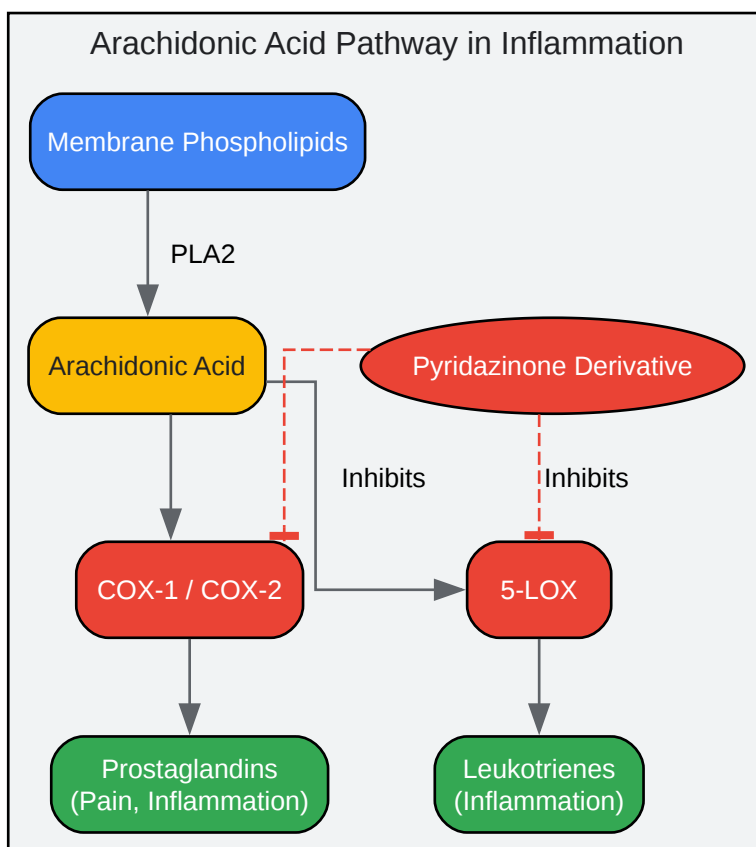 Arachidonic Acid Pathway in Inflammation
Membrane Phospholipids
PLA2
Arachidonic Acid
Pyridazinone Derivative
Inhibits
Inhibits
COX-1 / COX-2
5-LOX
Prostaglandins
(Pain, Inflammation)
Leukotrienes
(Inflammation)